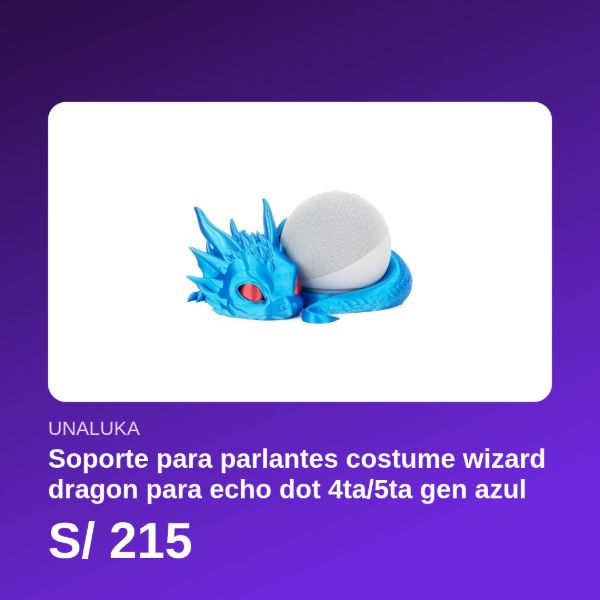 UNALUKA
Soporte para parlantes costume wizard
dragon para echo dot 4ta/5ta gen azul
S/ 215